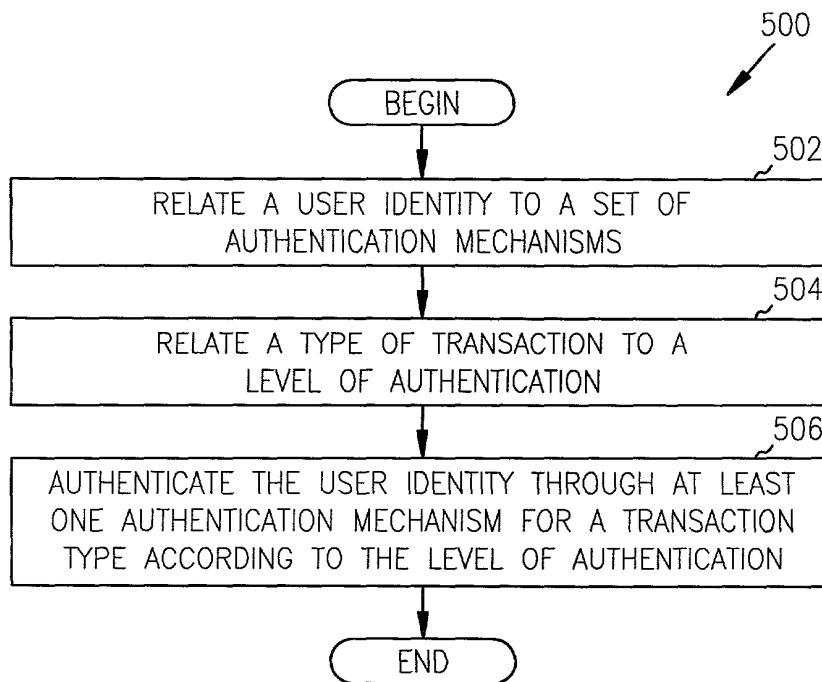 500
BEGIN
502
RELATE A USER IDENTITY TO A SET OF
AUTHENTICATION MECHANISMS
504
RELATE A TYPE OF TRANSACTION TO A
LEVEL OF AUTHENTICATION
506
AUTHENTICATE THE USER IDENTITY THROUGH AT LEAST
ONE AUTHENTICATION MECHANISM FOR A TRANSACTION
TYPE ACCORDING TO THE LEVEL OF AUTHENTICATION
END